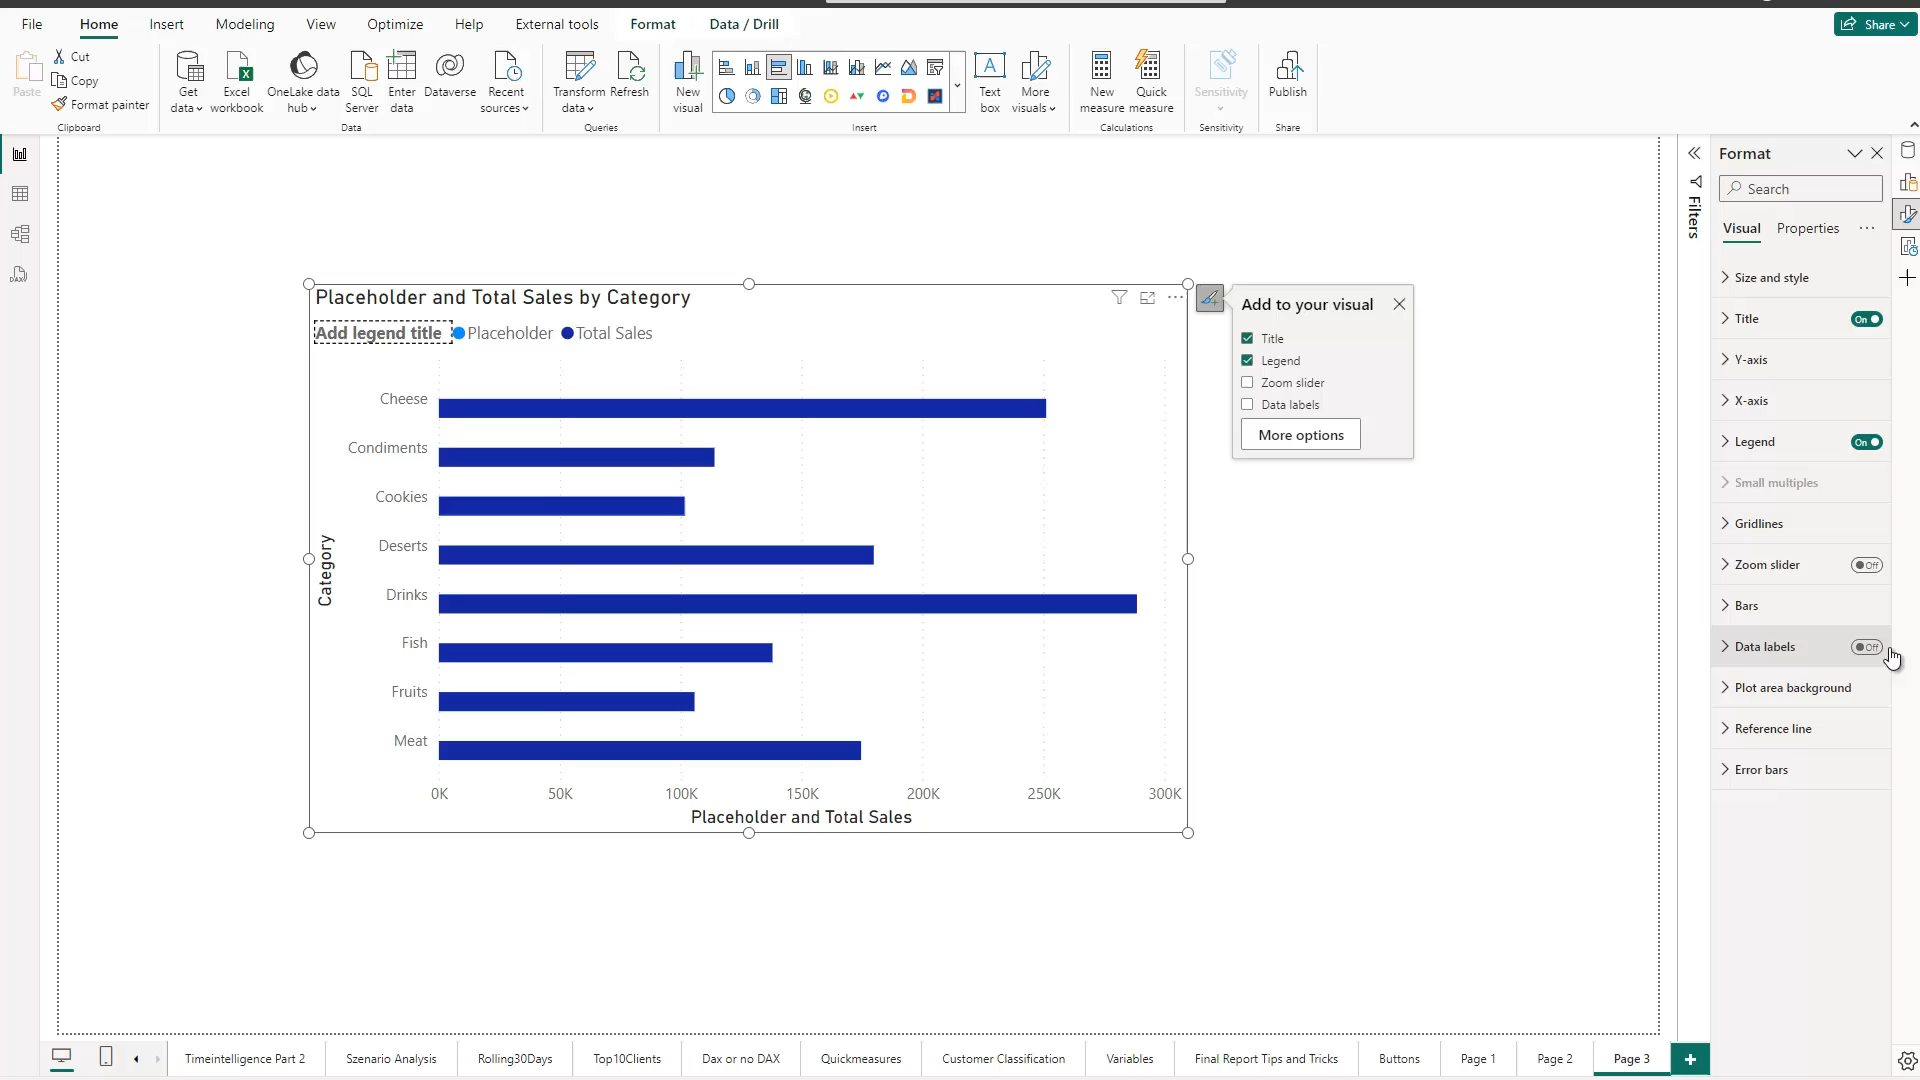 File Home Insert Modeling View Optimize Help External tools Format Data / Drill Share
Paste Cut
Copy
Format painter
Clipboard
Get data
Excel workbook
OneLake data hub
SQL Server
Enter data
Dataverse
Recent sources
Data
Transform data
Refresh
Queries
New visual
Insert
A
Text box
More visuals
New measure
Quick measure
Calculations
Sensitivity
Sensitivity
Publish
Share
DAX
Placeholder and Total Sales by Category
Add legend title Placeholder Total Sales
Category
Cheese
Condiments
Cookies
Deserts
Drinks
Fish
Fruits
Meat
0K 50K 100K 150K 200K 250K 300K
Placeholder and Total Sales
Add to your visual
Title
Legend
Zoom slider
Data labels
More options
Filters
Format
Search
Visual Properties
Size and style
Title On
Y-axis
X-axis
Legend On
Small multiples
Gridlines
Zoom slider Off
Bars
Data labels Off
Plot area background
Reference line
Error bars
Timeintelligence Part 2 Szenario Analysis Rolling30Days Top10Clients Dax or no DAX Quickmeasures Customer Classification Variables Final Report Tips and Tricks Buttons Page 1 Page 2 Page 3